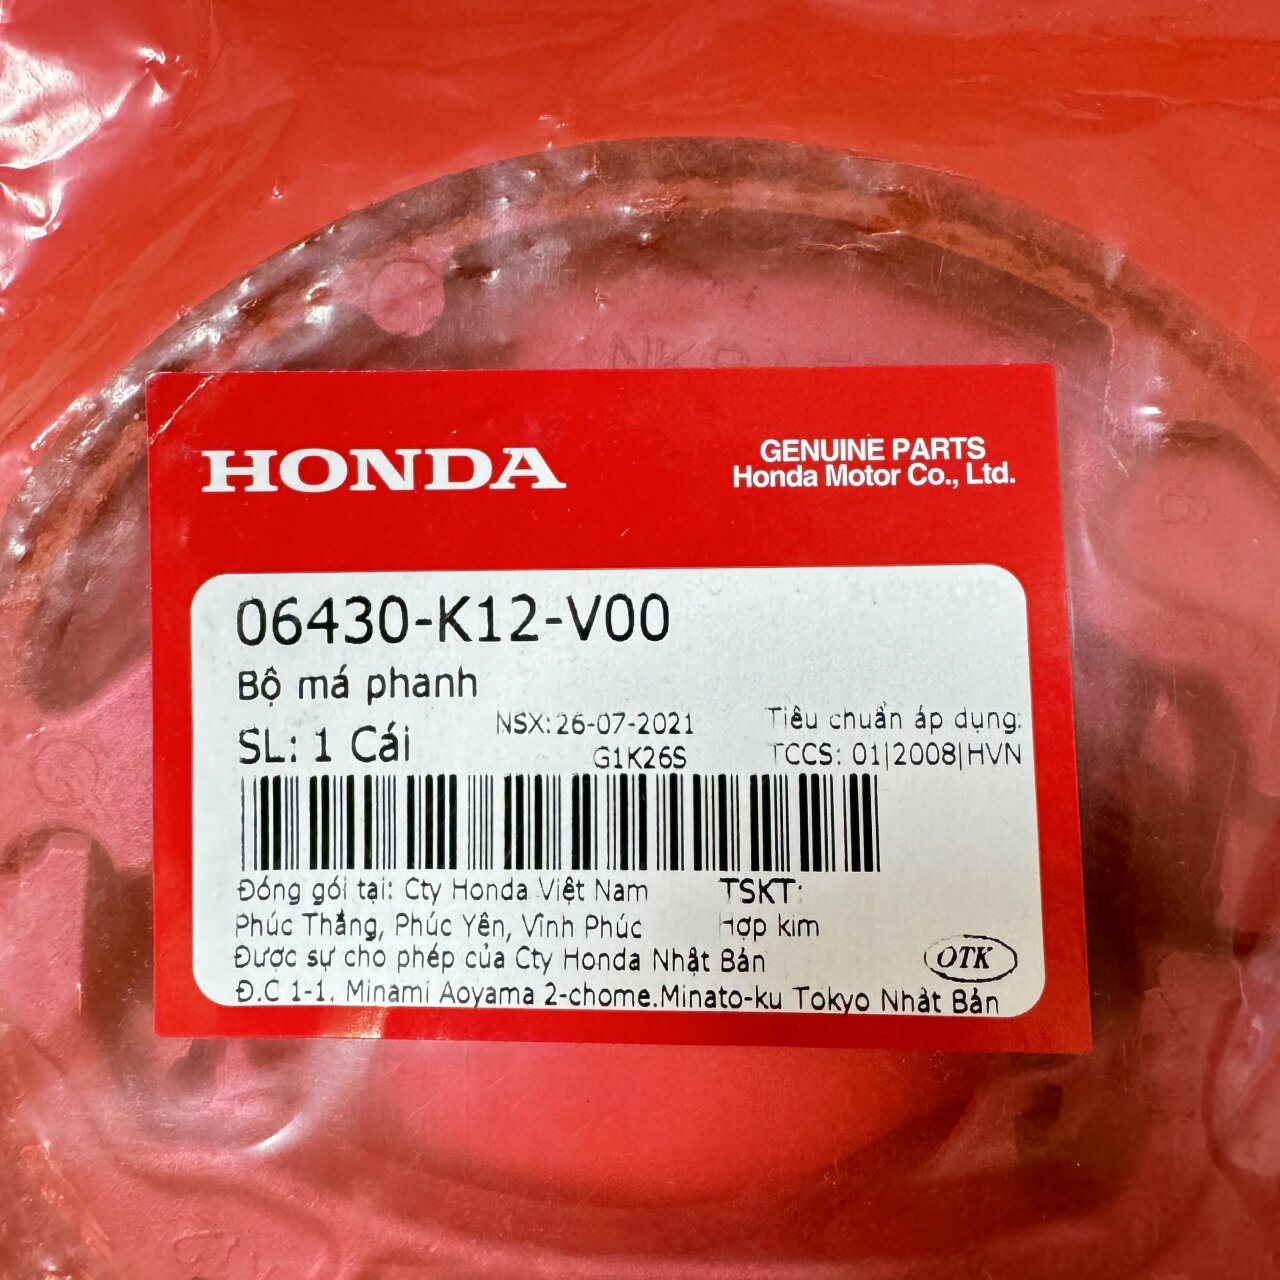 HONDA
GENUINE PARTS
Honda Motor Co., Ltd.
06430-K12-V00
Bộ má phanh
SL: 1 Cái
NSX: 26-07-2021
G1K26S
Tiêu chuẩn áp dụng:
TCCS: 01|2008|HVN
Đóng gói tại: Cty Honda Việt Nam
Phúc Thắng, Phúc Yên, Vĩnh Phúc
TSKT:
Hợp kim
Được sự cho phép của Cty Honda Nhật Bản
Đ.C 1-1. Minami Aoyama 2-chome.Minato-ku Tokyo Nhật Bản
OTK